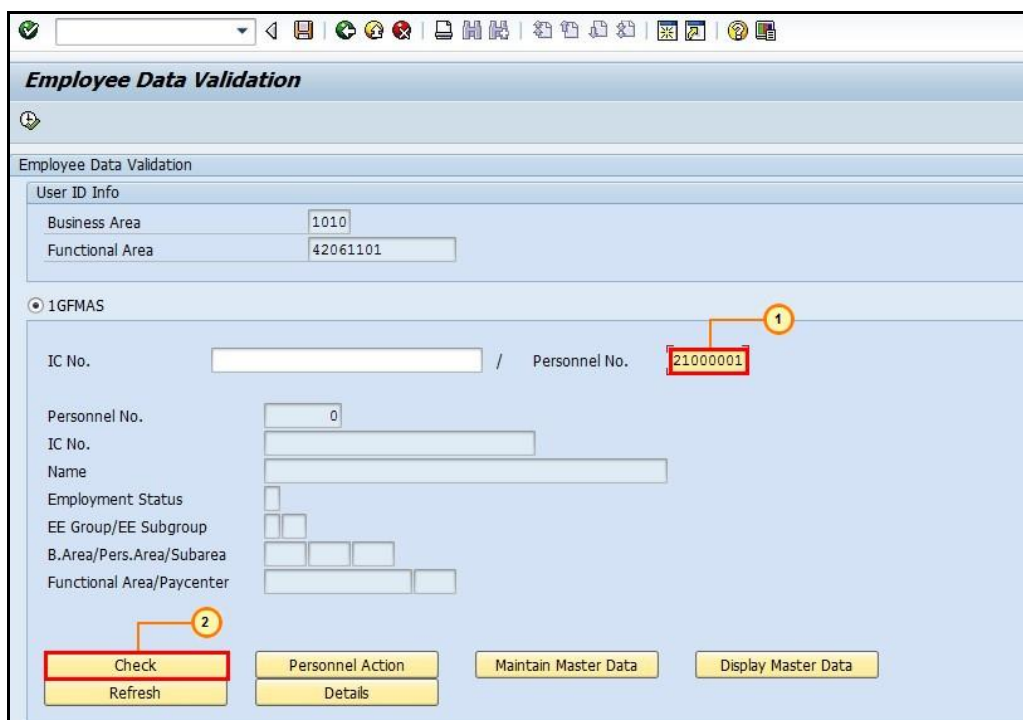 Employee Data Validation
Employee Data Validation
User ID Info
Business Area 1010
Functional Area 42061101
1GFMAS
1
IC No. / Personnel No. 21000001
Personnel No. 0
IC No.
Name
Employment Status
EE Group/EE Subgroup
B.Area/Pers.Area/Subarea
Functional Area/Paycenter
2
Check Personnel Action Maintain Master Data Display Master Data
Refresh Details